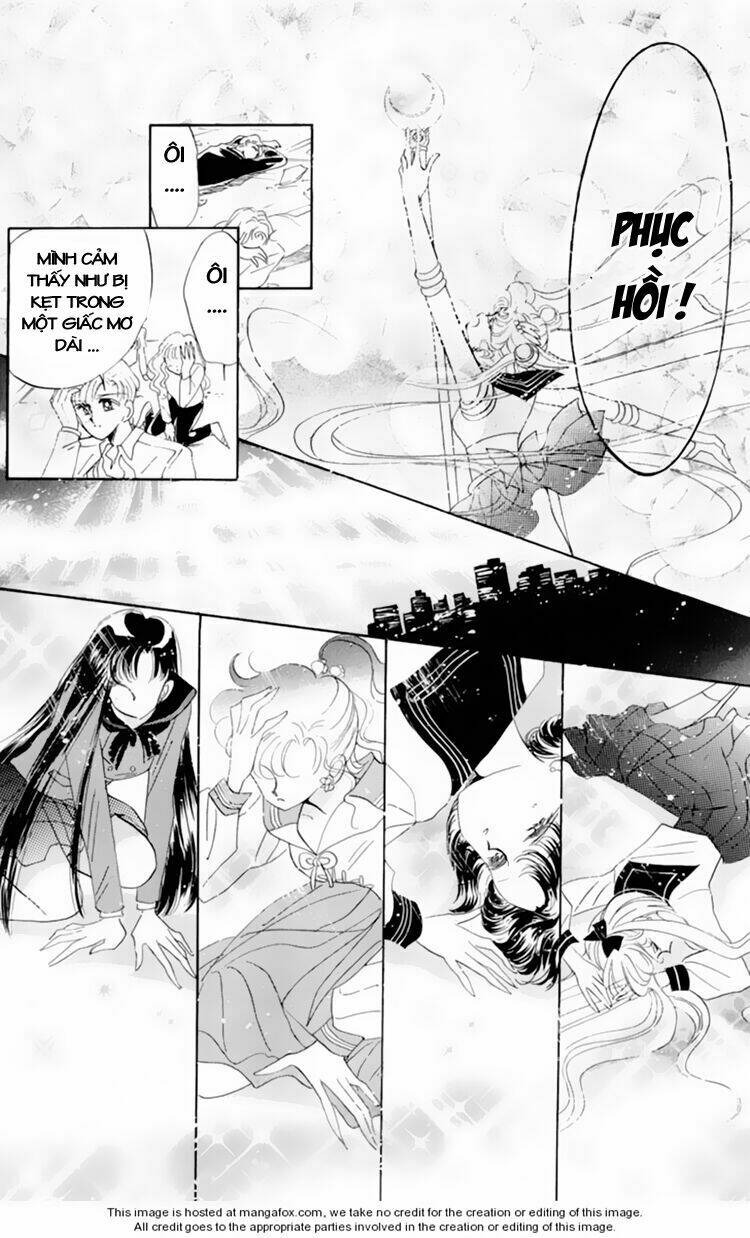 PHỤC
HỒI !
ÔI
....
ÔI
....
MÌNH CẢM
THẤY NHƯ BỊ
KẸT TRONG
MỘT GIẤC MƠ
DÀI ...
This image is hosted at mangafox.com, we take no credit for the creation or editing of this image.
All credit goes to the appropriate parties involved in the creation or editing of this image.